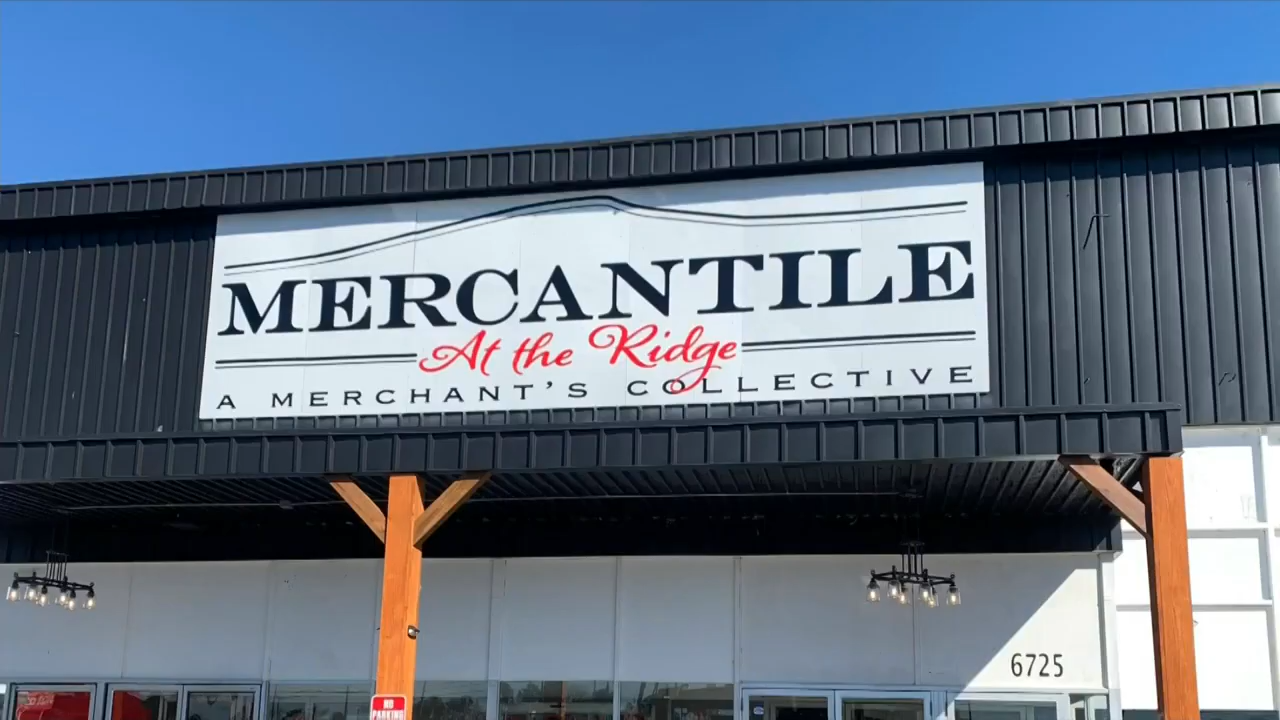 MERCANTILE
At the Ridge
A MERCHANT'S COLLECTIVE
6725
NO
PARKING